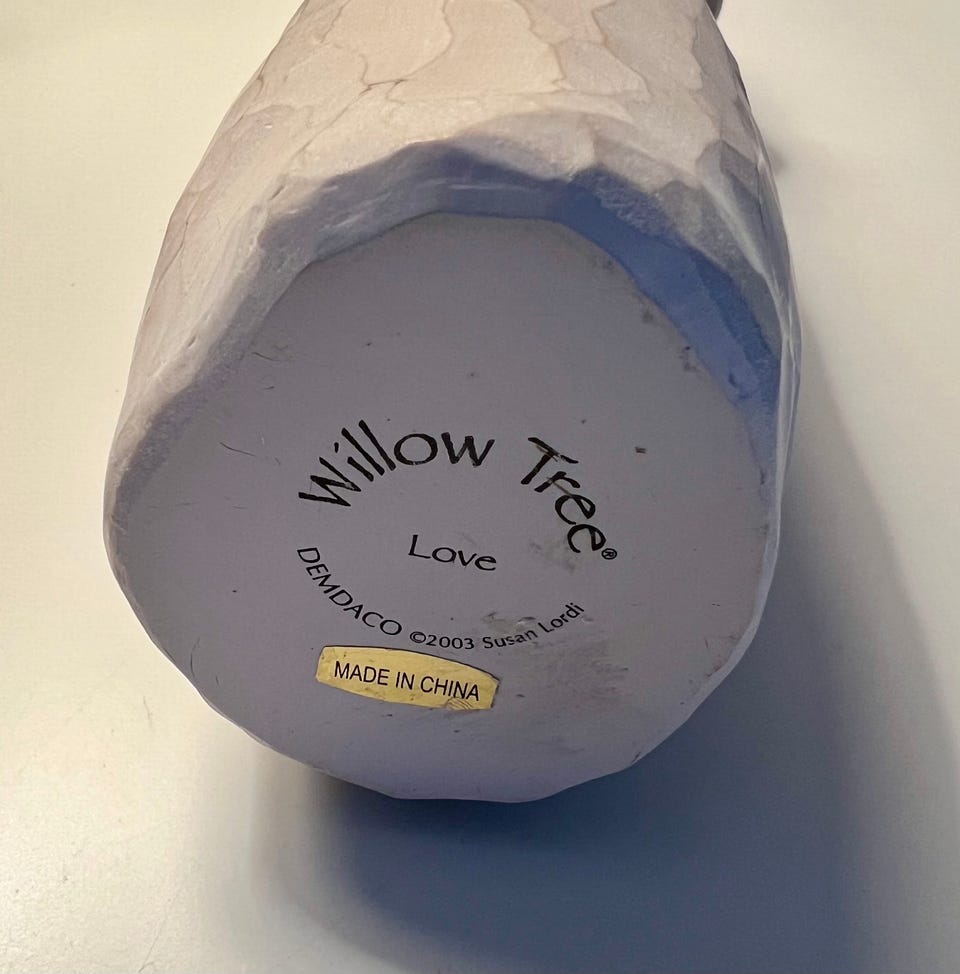 Willow Tree®
Love
DEMDACO ©2003 Susan Lordi
MADE IN CHINA